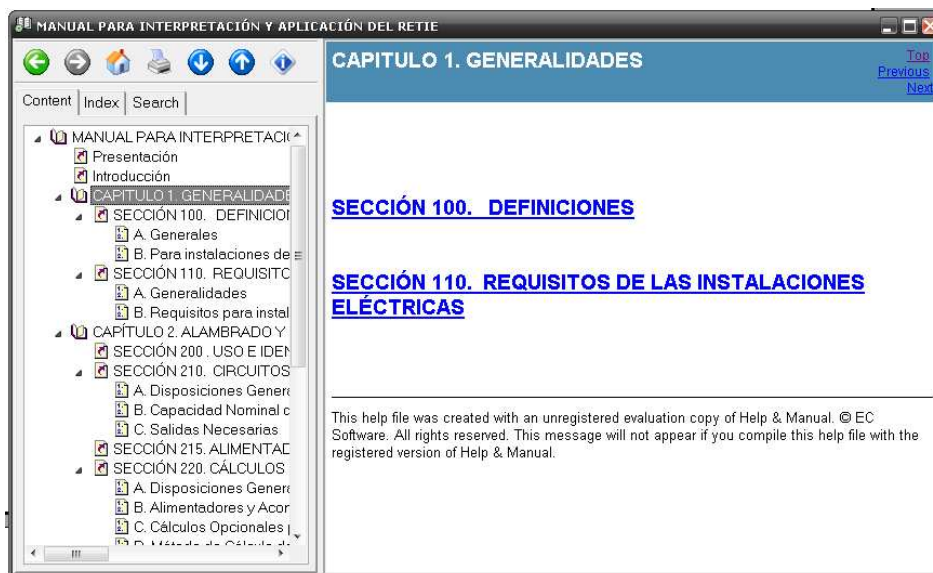 MANUAL PARA INTERPRETACIÓN Y APLICACIÓN DEL RETIE
Content Index Search
MANUAL PARA INTERPRETACI
Presentación
Introducción
CAPITULO 1. GENERALIDADE
SECCIÓN 100. DEFINICIO
A. Generales
B. Para instalaciones de
SECCIÓN 110. REQUISITO
A. Generalidades
B. Requisitos para instal
CAPÍTULO 2. ALAMBRADO Y
SECCIÓN 200 . USO E IDEN
SECCIÓN 210. CIRCUITOS
A. Disposiciones Genera
B. Capacidad Nominal d
C. Salidas Necesarias
SECCIÓN 215. ALIMENTAD
SECCIÓN 220. CÁLCULOS
A. Disposiciones Genera
B. Alimentadores y Acom
C. Cálculos Opcionales
CAPITULO 1. GENERALIDADES
Top
Previous
Next
SECCIÓN 100. DEFINICIONES
SECCIÓN 110. REQUISITOS DE LAS INSTALACIONES
ELÉCTRICAS
This help file was created with an unregistered evaluation copy of Help & Manual. © EC
Software. All rights reserved. This message will not appear if you compile this help file with the
registered version of Help & Manual.